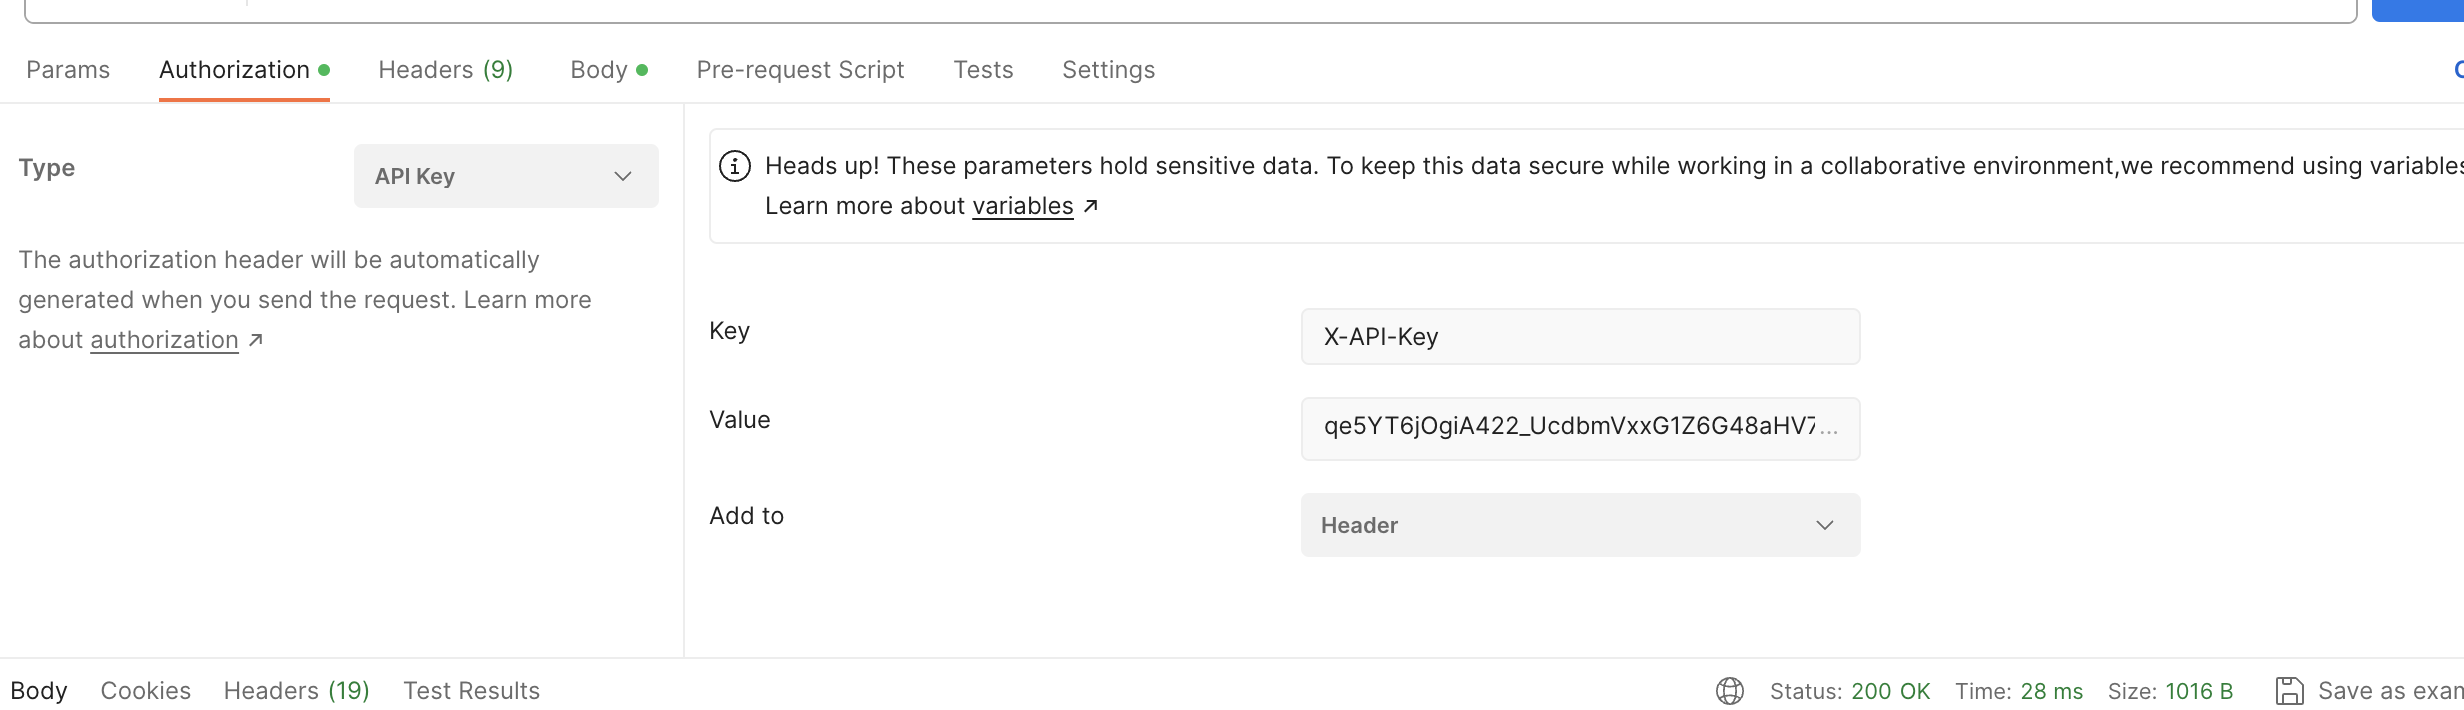 Params Authorization Headers (9) Body Pre-request Script Tests Settings
Type
API Key
Heads up! These parameters hold sensitive data. To keep this data secure while working in a collaborative environment,we recommend using variables
Learn more about variables
The authorization header will be automatically
generated when you send the request. Learn more
about authorization
Key
X-API-Key
Value
qe5YT6jOgiA422_UcdbmVxxG1Z6G48aHV7...
Add to
Header
Body Cookies Headers (19) Test Results Status: 200 OK Time: 28 ms Size: 1016 B Save as exam